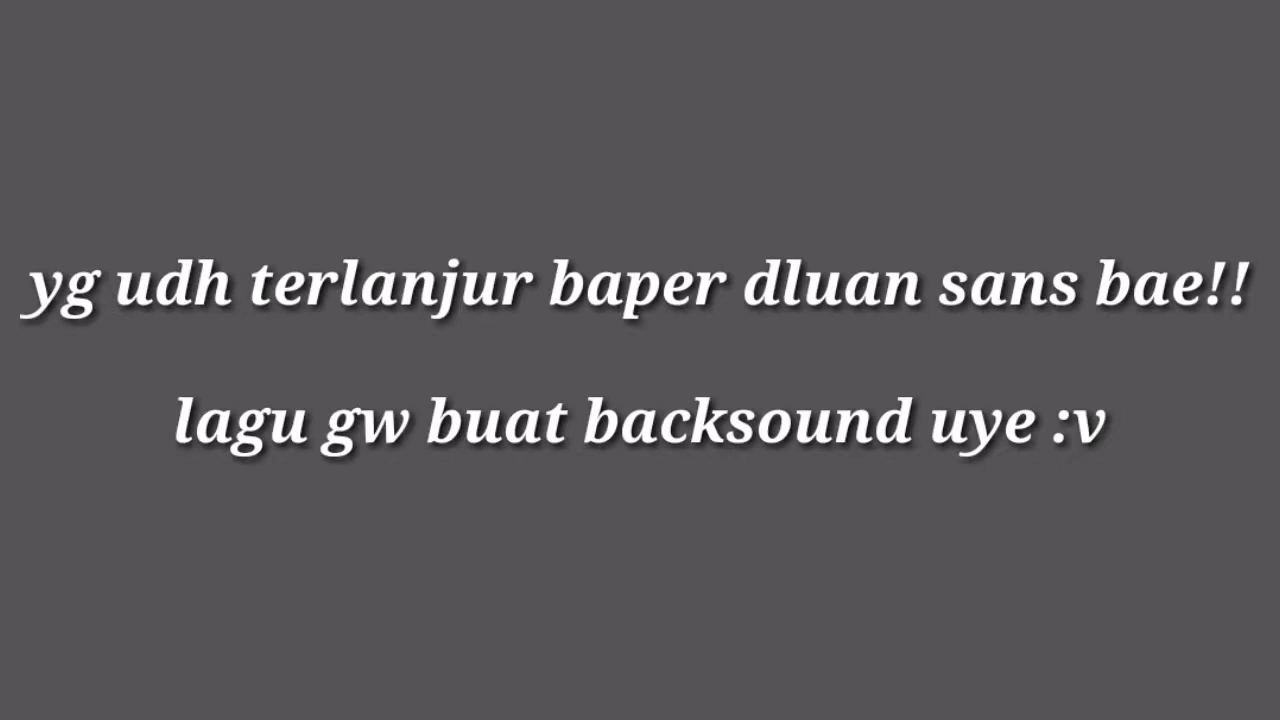 yg udh terlanjur baper dluan sans bae!!
lagu gw buat backsound uye :v